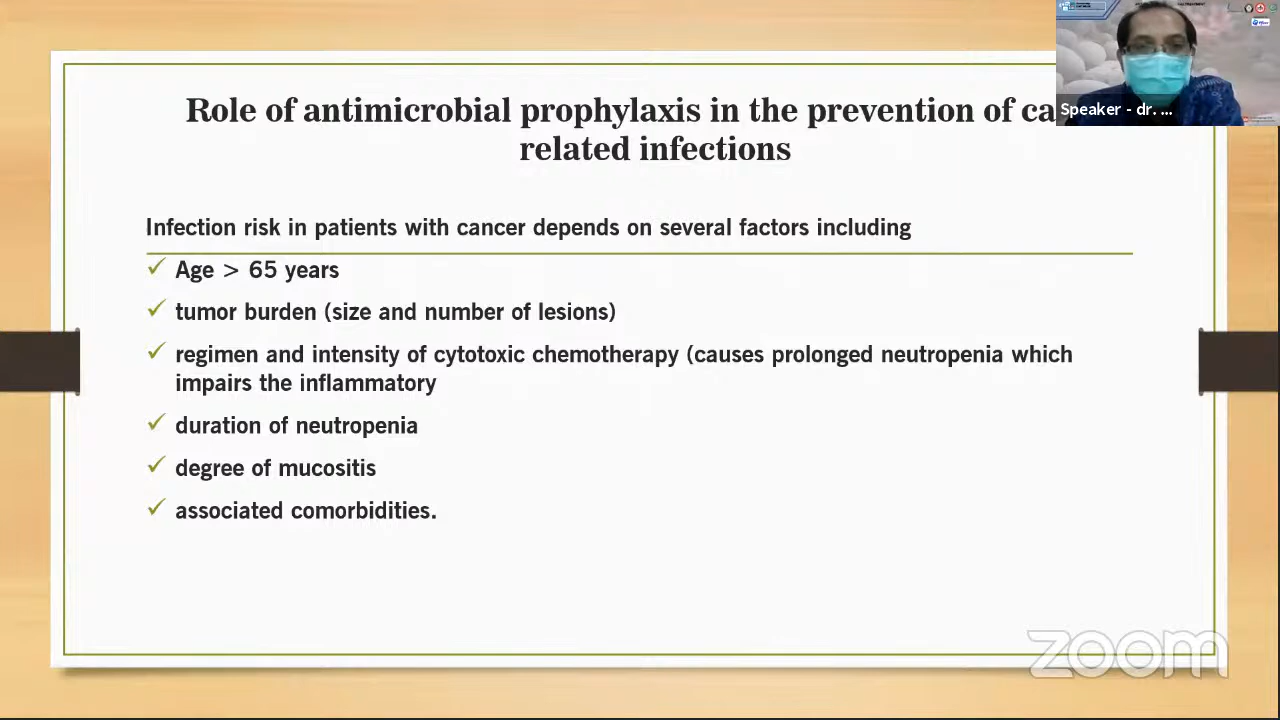 Role of antimicrobial prophylaxis in the prevention of
related infections
Speaker - dr. ...
Infection risk in patients with cancer depends on several factors including
✓ Age > 65 years
✓ tumor burden (size and number of lesions)
✓ regimen and intensity of cytotoxic chemotherapy (causes prolonged neutropenia which
impairs the inflammatory
✓ duration of neutropenia
✓ degree of mucositis
✓ associated comorbidities.
zoom